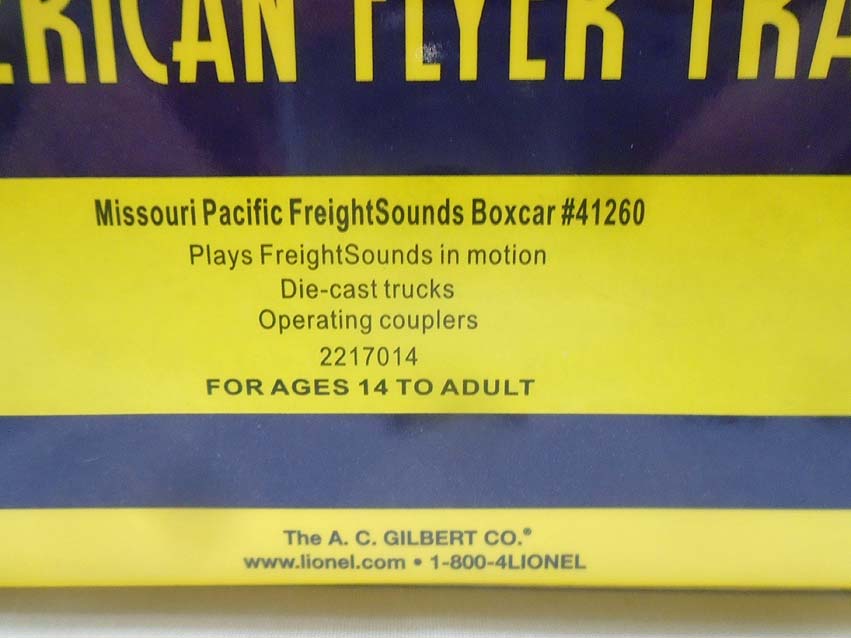 ERICAN FLYER TRA
Missouri Pacific FreightSounds Boxcar #41260
Plays FreightSounds in motion
Die-cast trucks
Operating couplers
2217014
FOR AGES 14 TO ADULT
The A. C. GILBERT CO.®
www.lionel.com • 1-800-4LIONEL